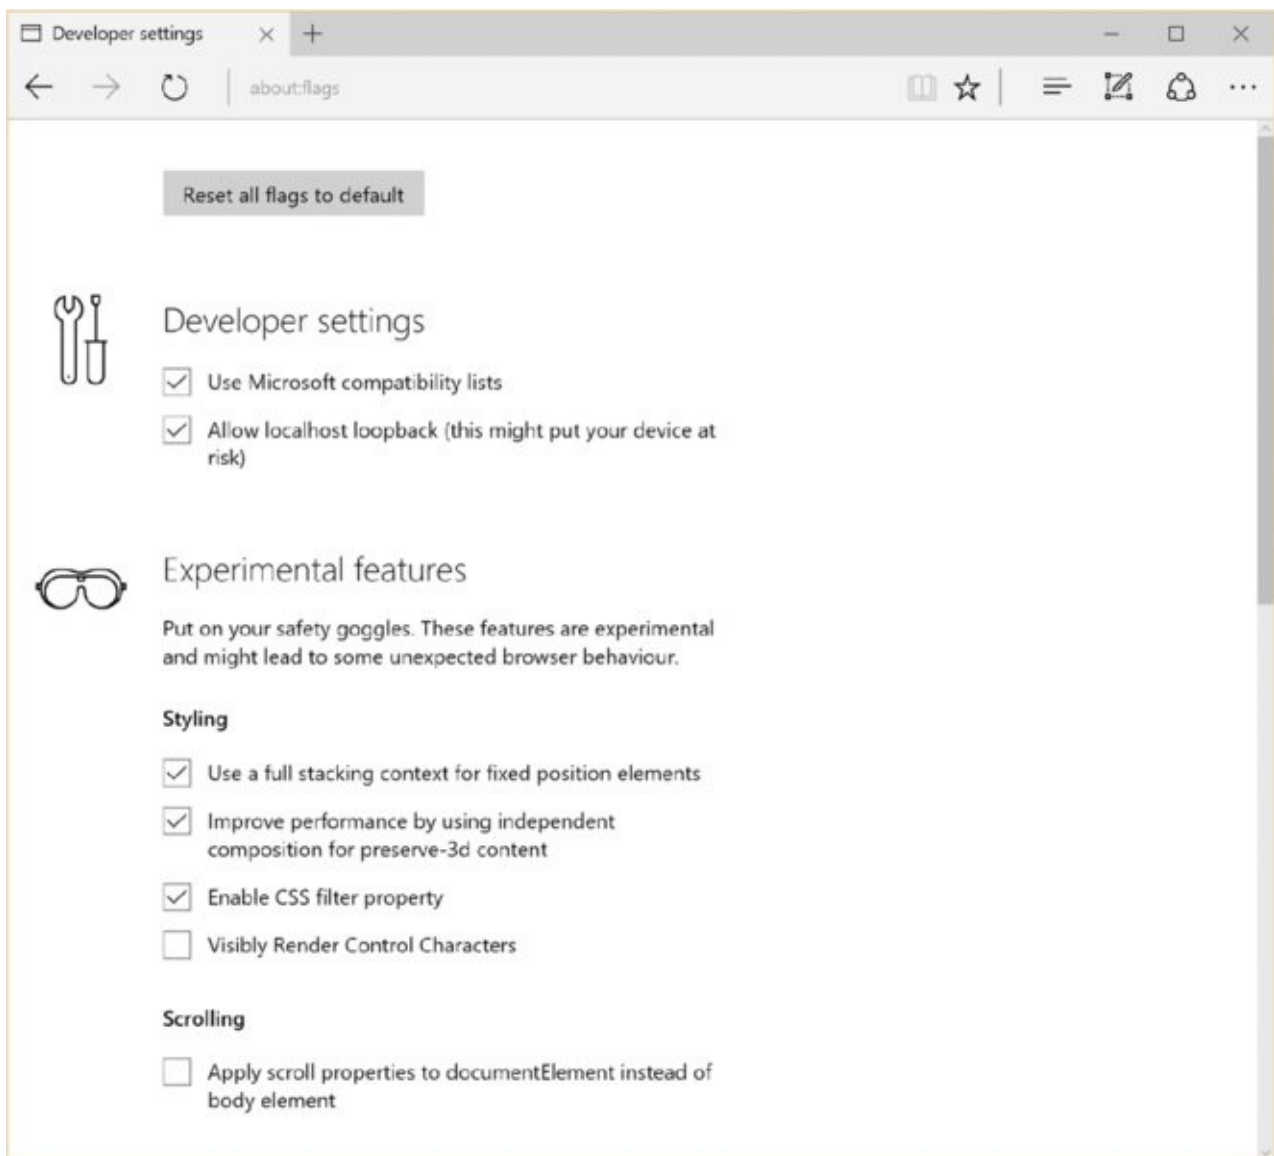 Developer settings
about:flags
Reset all flags to default
Developer settings
Use Microsoft compatibility lists
Allow localhost loopback (this might put your device at
risk)
Experimental features
Put on your safety goggles. These features are experimental
and might lead to some unexpected browser behaviour.
Styling
Use a full stacking context for fixed position elements
Improve performance by using independent
composition for preserve-3d content
Enable CSS filter property
Visibly Render Control Characters
Scrolling
Apply scroll properties to documentElement instead of
body element